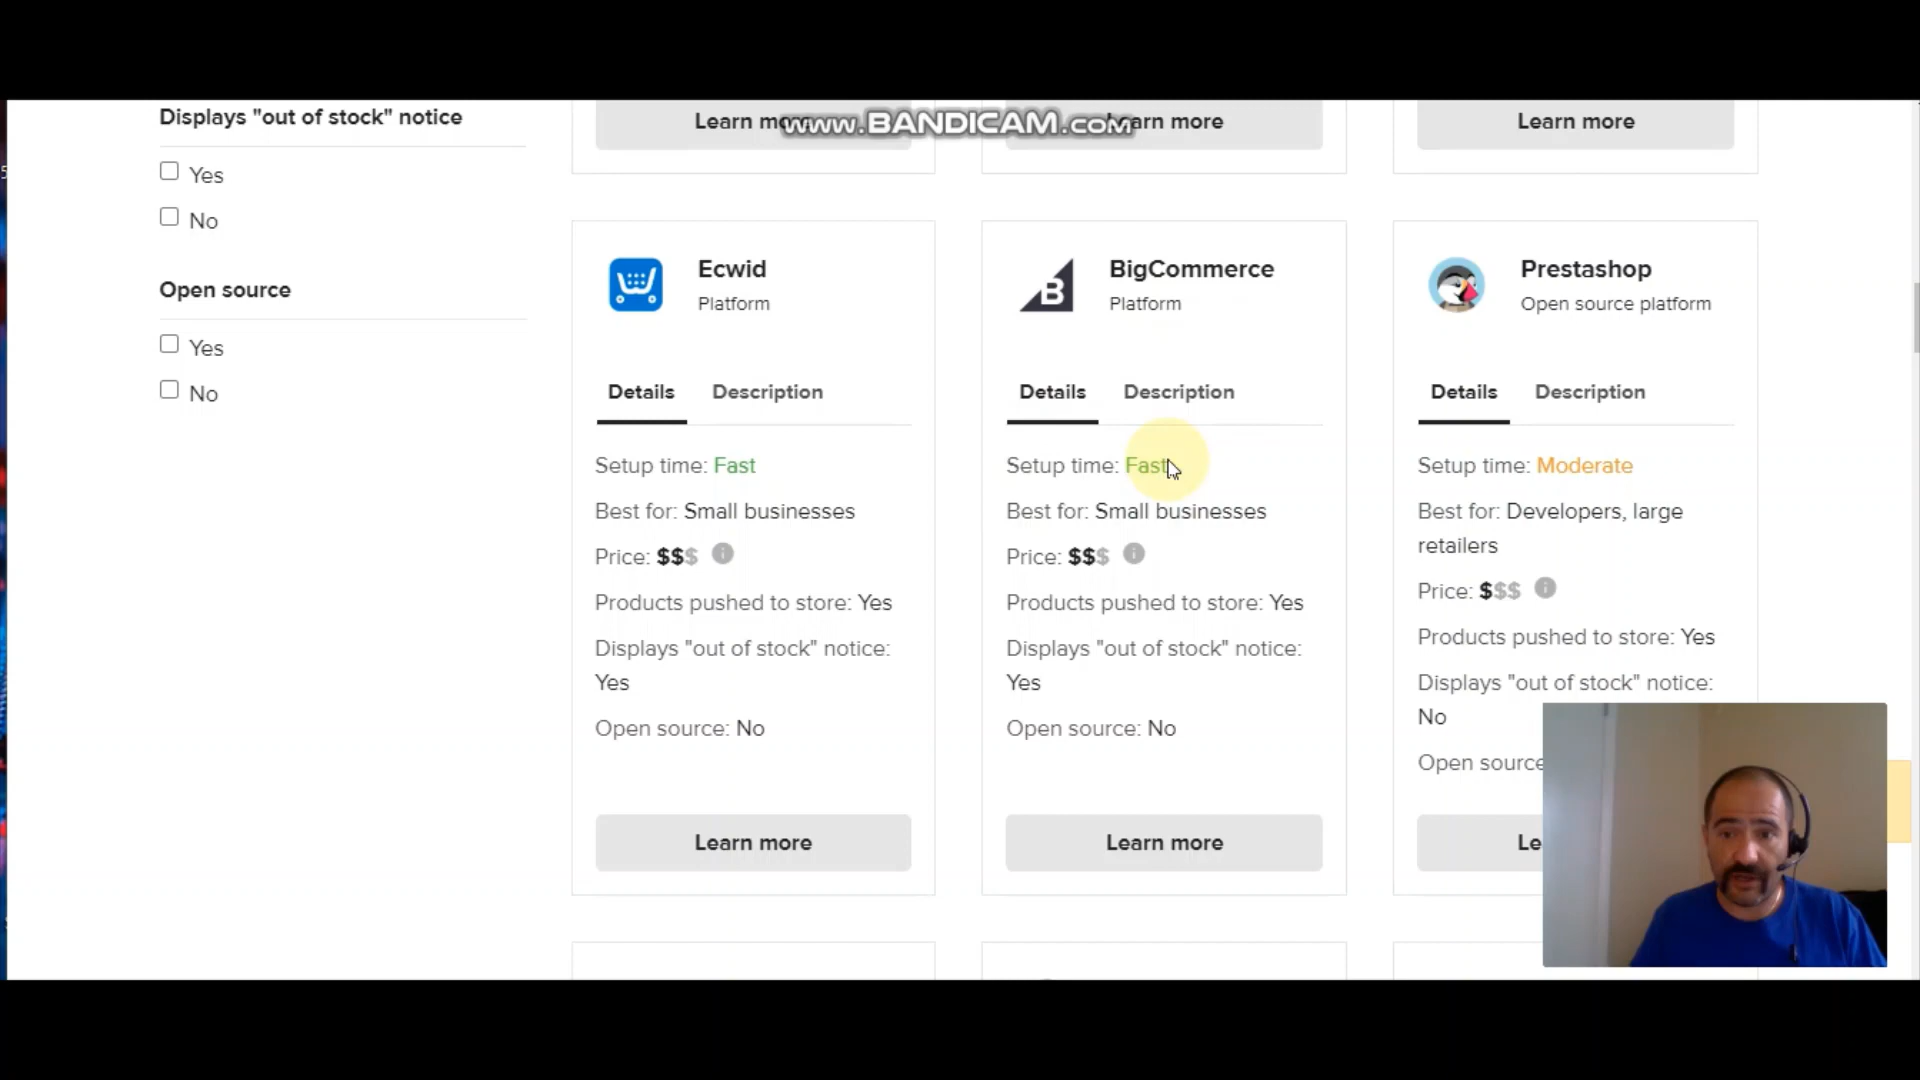 Displays "out of stock" notice
Yes
No
Open source
Yes
No
Learn more
Learn more
Learn more
www.BANDICAM.com
Ecwid
Platform
Details Description
Setup time: Fast
Best for: Small businesses
Price: $$$
Products pushed to store: Yes
Displays "out of stock" notice:
Yes
Open source: No
Learn more
BigCommerce
Platform
Details Description
Setup time: Fast
Best for: Small businesses
Price: $$$
Products pushed to store: Yes
Displays "out of stock" notice:
Yes
Open source: No
Learn more
Prestashop
Open source platform
Details Description
Setup time: Moderate
Best for: Developers, large
retailers
Price: $$$
Products pushed to store: Yes
Displays "out of stock" notice:
No
Open source
Le